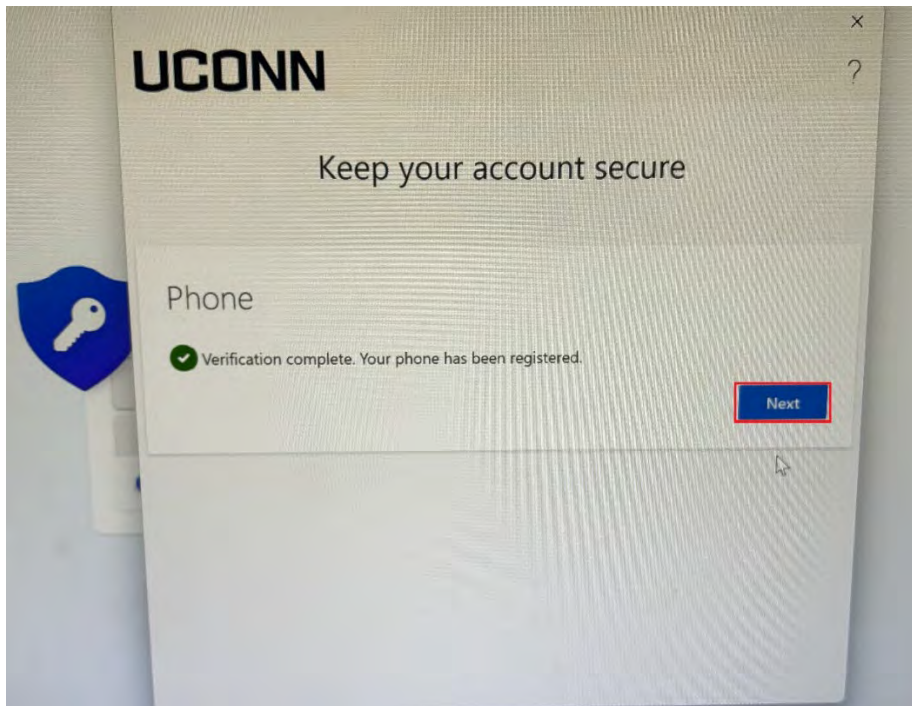 UCONN
?
Keep your account secure
Phone
Verification complete. Your phone has been registered.
Next